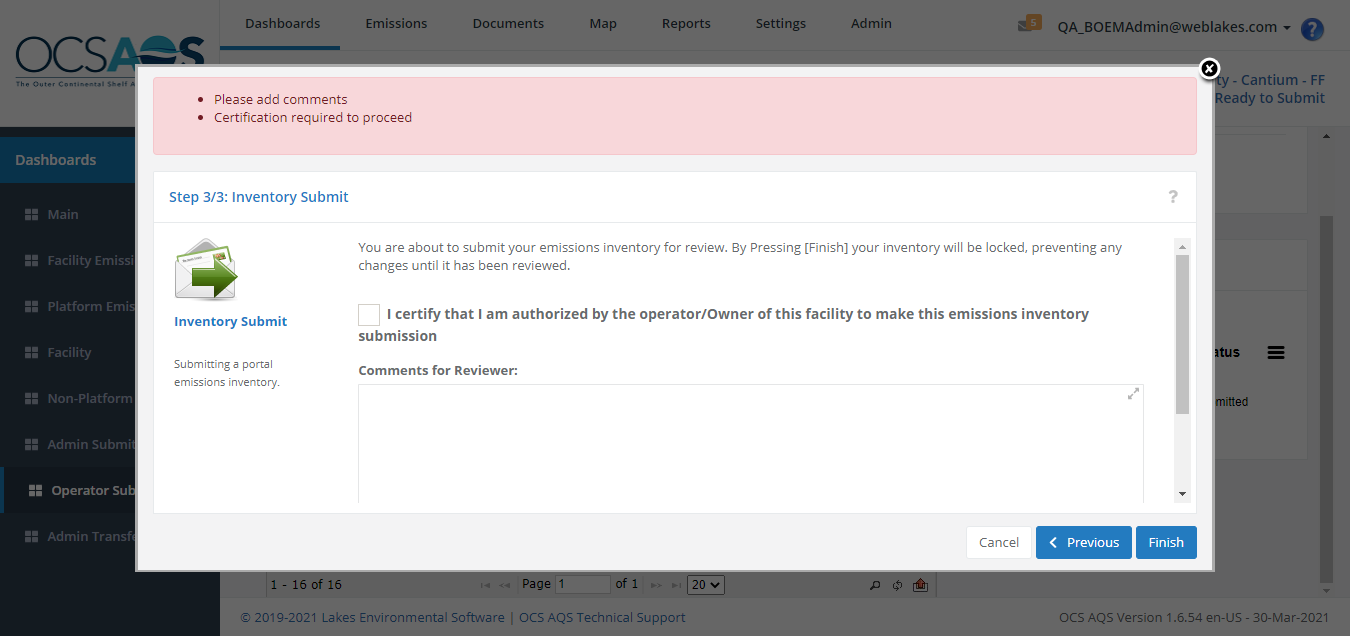 Dashboards
Emissions
Documents
Map
Reports
Settings
Admin
5
QA_BOEMAdmin@weblakes.com
?
OCSAQS
The Outer Continental Shelf A
ty - Cantium - FF
Ready to Submit
Please add comments
Certification required to proceed
Dashboards
Main
Facility Emissi
Platform Emis
Facility
Non-Platform
Admin Submit
Operator Sub
Admin Transfe
Step 3/3: Inventory Submit
?
Inventory Submit
Submitting a portal
emissions inventory.
You are about to submit your emissions inventory for review. By Pressing [Finish] your inventory will be locked, preventing any
changes until it has been reviewed.
I certify that I am authorized by the operator/Owner of this facility to make this emissions inventory
submission
Comments for Reviewer:
atus
mitted
Cancel
Previous
Finish
1 - 16 of 16
Page 1 of 1
20
© 2019-2021 Lakes Environmental Software | OCS AQS Technical Support
OCS AQS Version 1.6.54 en-US - 30-Mar-2021